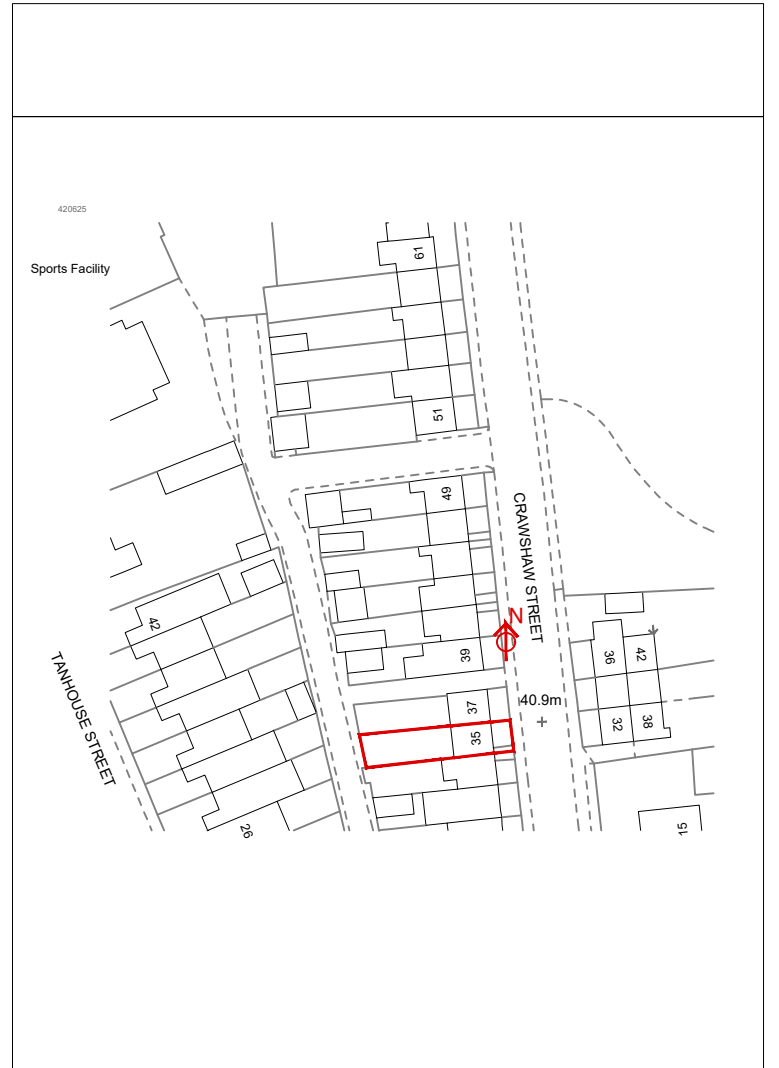 420625
Sports Facility
61
51
49
CRAWSHAW STREET
N
42
39
36
42
TANHOUSE STREET
37
40.9m
35
32
38
26
15